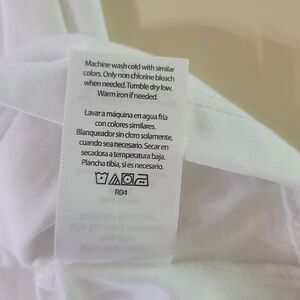 Machine wash cold with similar
colors. Only non chlorine bleach
when needed. Tumble dry low.
Warm iron if needed.
Lavar a máquina en agua fría
con colores similares.
Blanqueador sin cloro solamente,
cuando sea necesario. Secar en
secadora a temperatura baja.
Plancha tibia, si es necesario.
R04